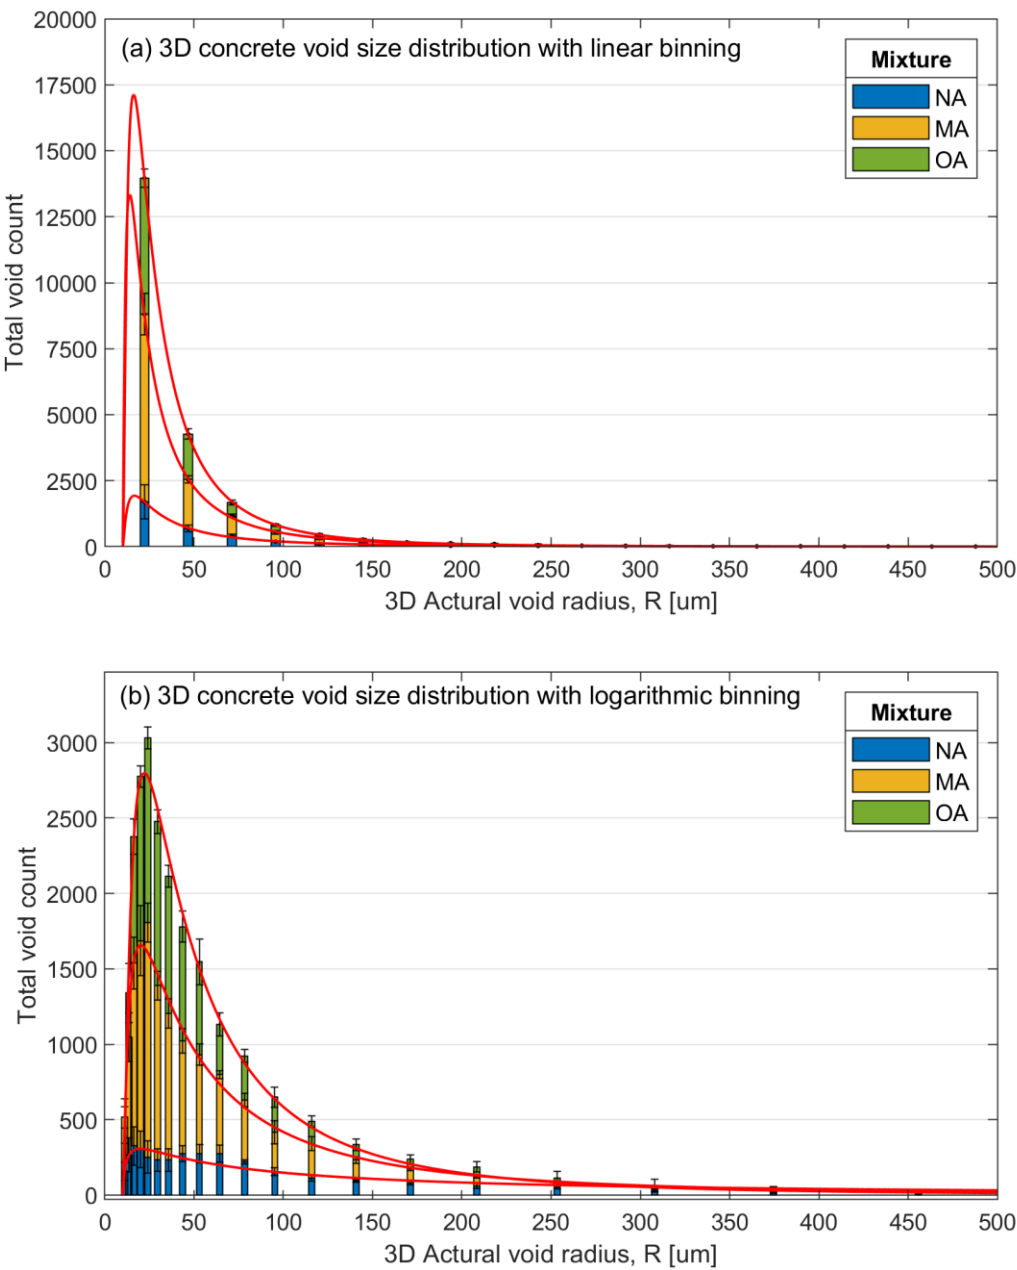 (a) 3D concrete void size distribution with linear binning
Mixture
NA
MA
OA
20000
17500
15000
12500
10000
7500
5000
2500
0
Total void count
0 50 100 150 200 250 300 350 400 450 500
3D Actural void radius, R [um]
(b) 3D concrete void size distribution with logarithmic binning
Mixture
NA
MA
OA
3000
2500
2000
1500
1000
500
0
Total void count
0 50 100 150 200 250 300 350 400 450 500
3D Actural void radius, R [um]